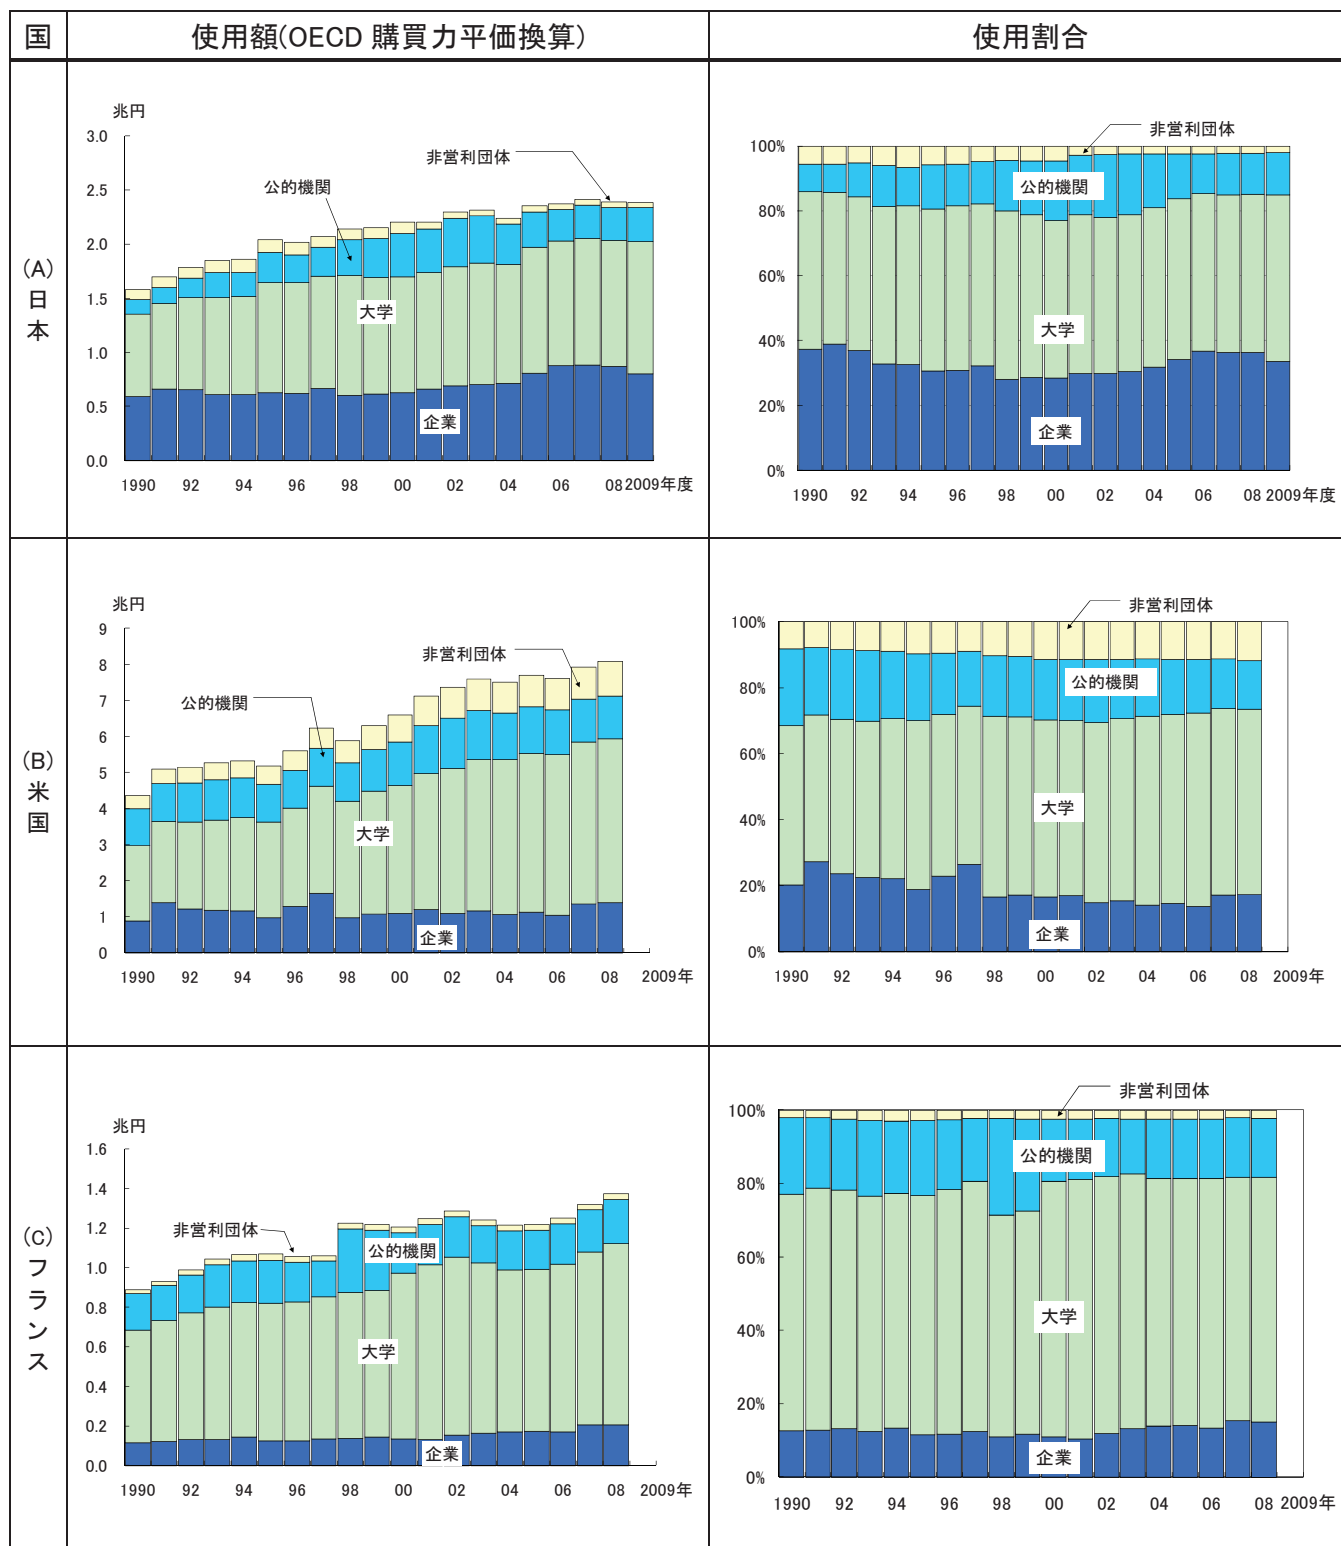 国 使用額(OECD 購買力平価換算) 使用割合
(A)日本
兆円
3.0
2.5
2.0
1.5
1.0
0.5
0.0
非営利団体
公的機関
大学
企業
1990 92 94 96 98 00 02 04 06 08 2009年度
100%
80%
60%
40%
20%
0%
非営利団体
公的機関
大学
企業
1990 92 94 96 98 00 02 04 06 08 2009年度
(B)米国
兆円
9
8
7
6
5
4
3
2
1
0
非営利団体
公的機関
大学
企業
1990 92 94 96 98 00 02 04 06 08 2009年
100%
80%
60%
40%
20%
0%
非営利団体
公的機関
大学
企業
1990 92 94 96 98 00 02 04 06 08 2009年
(C)フランス
兆円
1.6
1.4
1.2
1.0
0.8
0.6
0.4
0.2
0.0
非営利団体
公的機関
大学
企業
1990 92 94 96 98 00 02 04 06 08 2009年
100%
80%
60%
40%
20%
0%
非営利団体
公的機関
大学
企業
1990 92 94 96 98 00 02 04 06 08 2009年